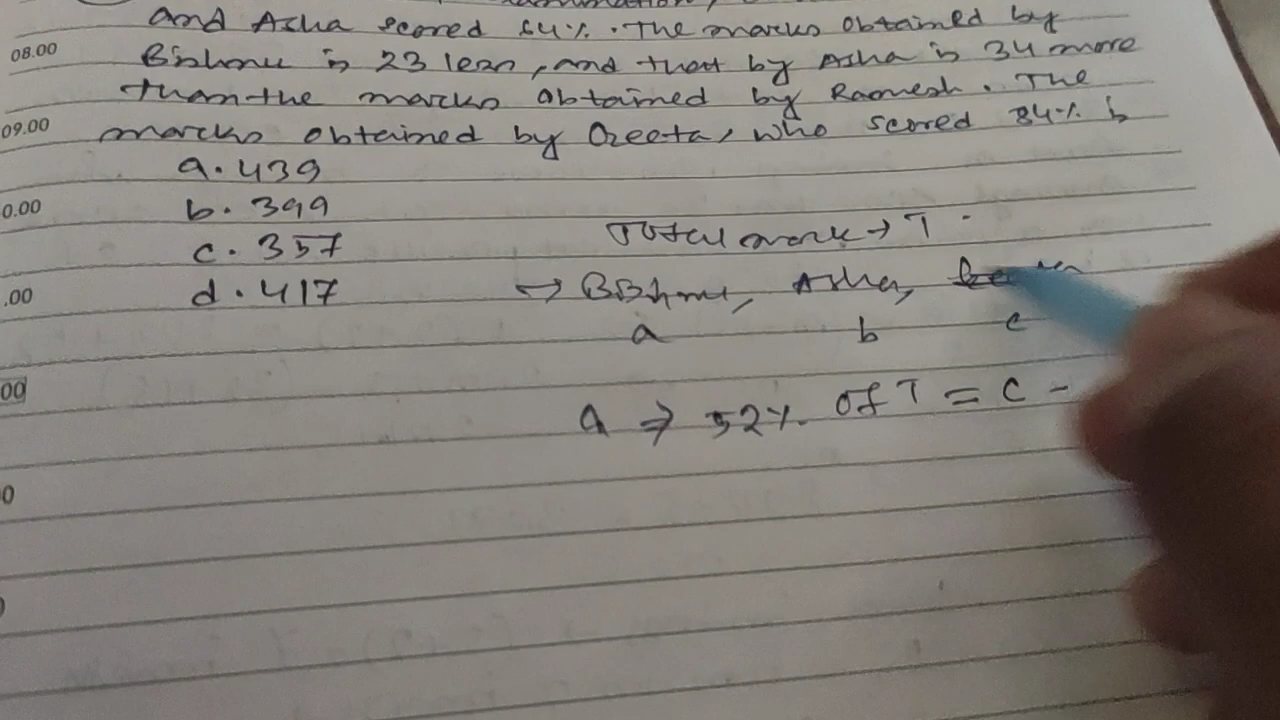 and Asha scored 64%. The marks obtained by
08.00 Bishnu is 23 less, and that by Asha is 34 more
than the marks obtained by Ramesh. The
09.00 marks obtained by Geeta, who scored 84% is
a. 439
0.00 b. 399
c. 357
.00 d. 417
Total mark → T
→ Bishnu, Asha,
a b c
00
a ⇒ 52% of T = c -
0